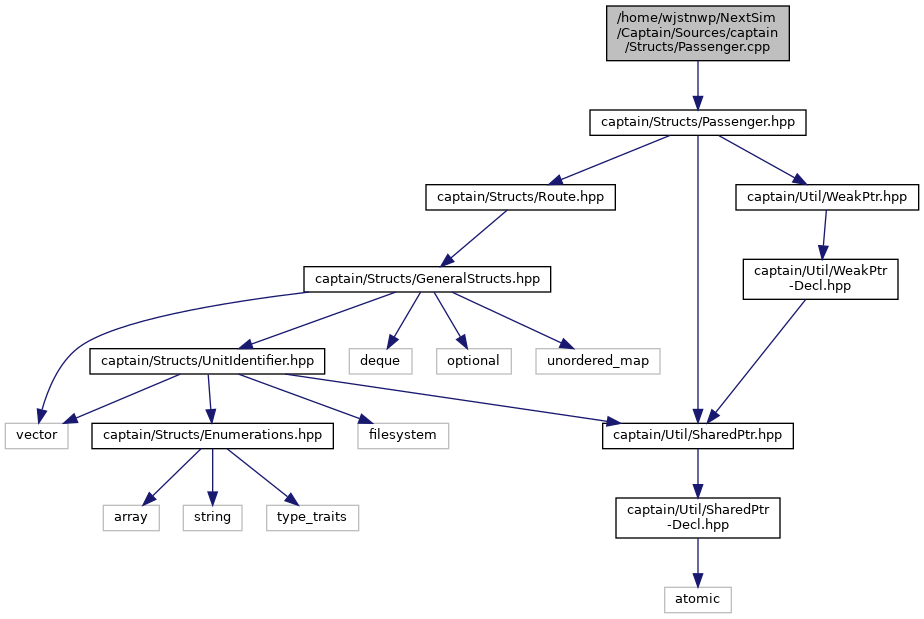 /home/wjstnwp/NextSim
/Captain/Sources/captain
/Structs/Passenger.cpp
captain/Structs/Passenger.hpp
captain/Structs/Route.hpp
captain/Util/WeakPtr.hpp
captain/Structs/GeneralStructs.hpp
captain/Util/WeakPtr
-Decl.hpp
captain/Structs/UnitIdentifier.hpp
deque
optional
unordered_map
vector
captain/Structs/Enumerations.hpp
filesystem
captain/Util/SharedPtr.hpp
array
string
type_traits
captain/Util/SharedPtr
-Decl.hpp
atomic